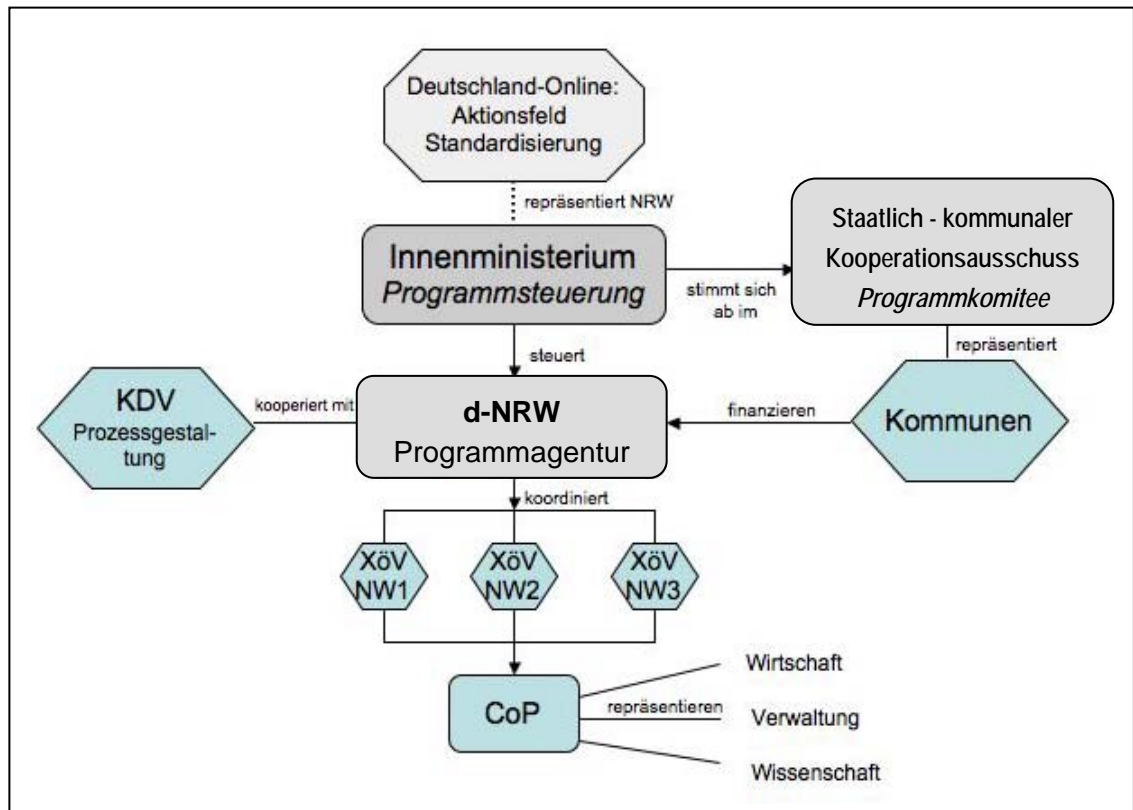 Deutschland-Online:
Aktionsfeld
Standardisierung
repräsentiert NRW
Innenministerium
Programmsteuerung
stimmt sich
ab im
Staatlich - kommunaler
Kooperationsausschuss
Programmkomitee
steuert
repräsentiert
KDV
Prozessgestal-
tung
kooperiert mit
d-NRW
Programmagentur
finanzieren
Kommunen
koordiniert
XöV
NW1
XöV
NW2
XöV
NW3
CoP
repräsentieren
Wirtschaft
Verwaltung
Wissenschaft